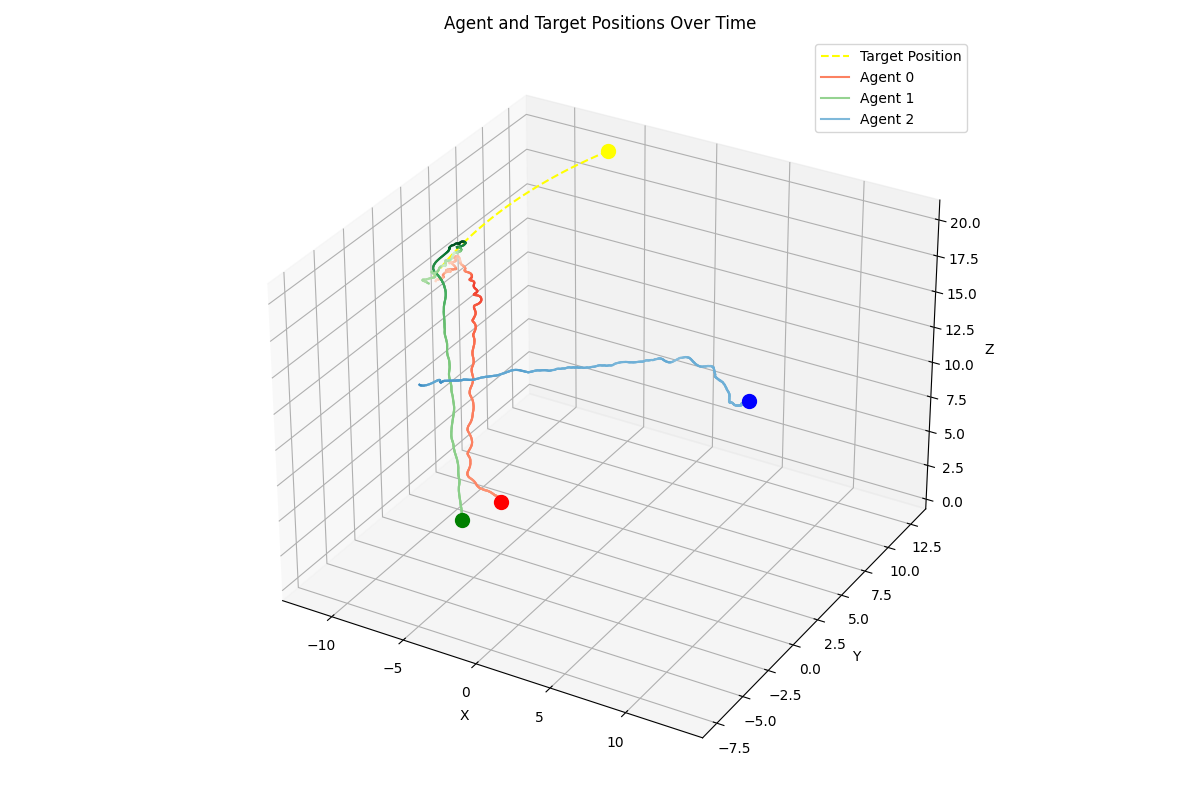 Agent and Target Positions Over Time
Target Position
Agent 0
Agent 1
Agent 2
20.0
17.5
15.0
12.5
10.0
7.5
5.0
2.5
0.0
Z
12.5
10.0
7.5
5.0
2.5
0.0
−2.5
−5.0
−7.5
Y
−10
−5
0
5
10
X